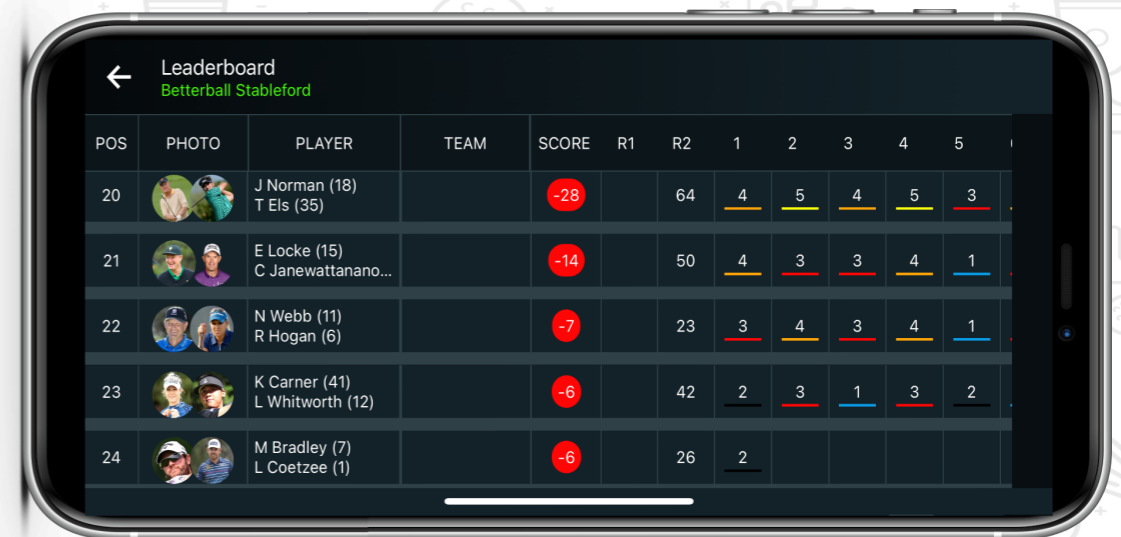 Leaderboard
Betterball Stableford
POS PHOTO PLAYER TEAM SCORE R1 R2 1 2 3 4 5
20 J Norman (18) T Els (35) -28 64 4 5 4 5 3
21 E Locke (15) C Janewattanano... -14 50 4 3 3 4 1
22 N Webb (11) R Hogan (6) -7 23 3 4 3 4 1
23 K Carner (41) L Whitworth (12) -6 42 2 3 1 3 2
24 M Bradley (7) L Coetzee (1) -6 26 2